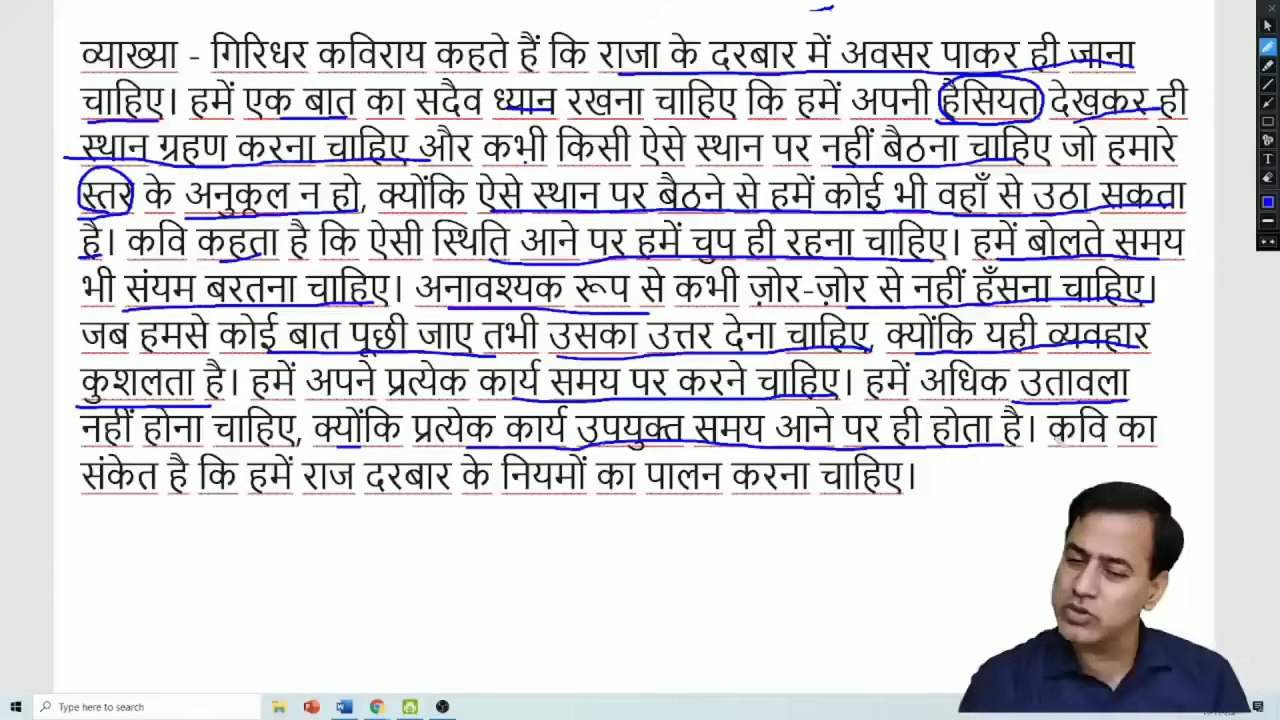 व्याख्या - गिरिधर कविराय कहते हैं कि राजा के दरबार में अवसर पाकर ही जाना
चाहिए। हमें एक बात का सदैव ध्यान रखना चाहिए कि हमें अपनी हैसियत देखकर ही
स्थान ग्रहण करना चाहिए और कभी किसी ऐसे स्थान पर नहीं बैठना चाहिए जो हमारे
स्तर के अनुकूल न हो, क्योंकि ऐसे स्थान पर बैठने से हमें कोई भी वहाँ से उठा सकता
है। कवि कहता है कि ऐसी स्थिति आने पर हमें चुप ही रहना चाहिए। हमें बोलते समय
भी संयम बरतना चाहिए। अनावश्यक रूप से कभी ज़ोर-ज़ोर से नहीं हँसना चाहिए।
जब हमसे कोई बात पूछी जाए तभी उसका उत्तर देना चाहिए, क्योंकि यही व्यवहार
कुशलता है। हमें अपने प्रत्येक कार्य समय पर करने चाहिए। हमें अधिक उतावला
नहीं होना चाहिए, क्योंकि प्रत्येक कार्य उपयुक्त समय आने पर ही होता है। कवि का
संकेत है कि हमें राज दरबार के नियमों का पालन करना चाहिए।
Type here to search